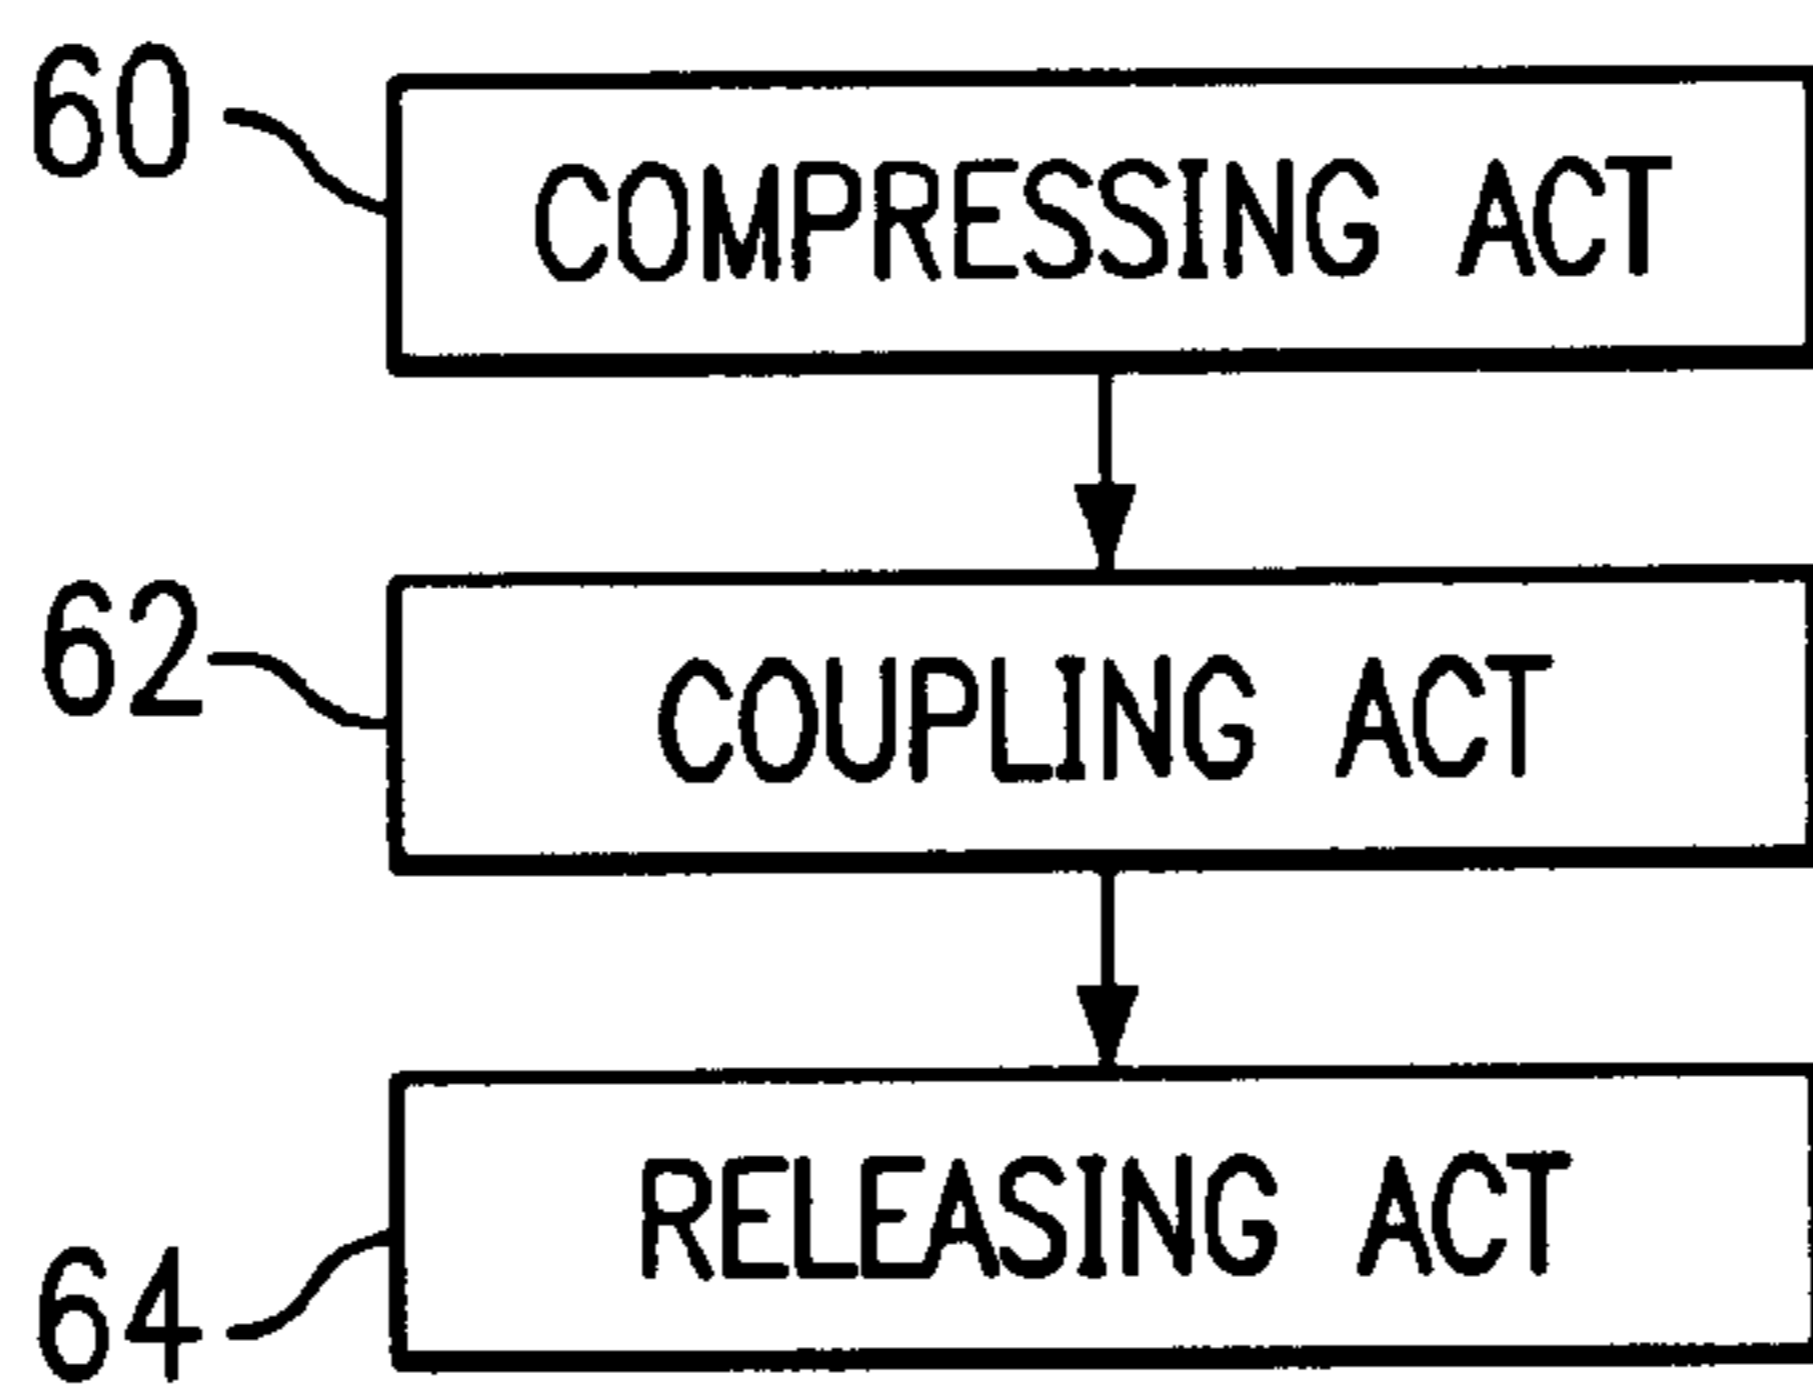 60
COMPRESSING ACT
62
COUPLING ACT
RELEASING ACT
64